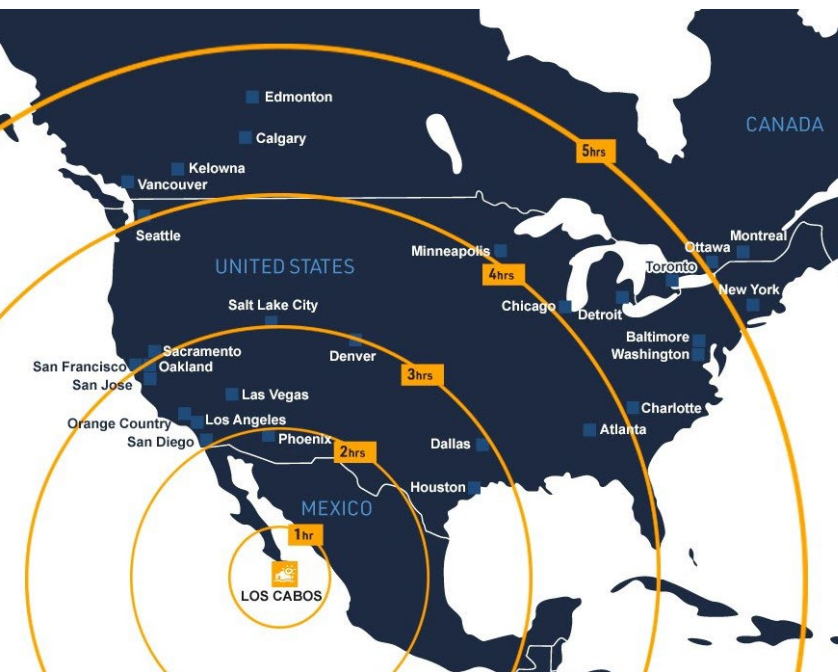 Edmonton
CANADA
Calgary
5hrs
Kelowna
Vancouver
Seattle
Montreal
Ottawa
Minneapolis
UNITED STATES
Toronto
4hrs
New York
Salt Lake City
Chicago
Detroit
Baltimore
Sacramento
Denver
Washington
San Francisco
Oakland
3hrs
San Jose
Las Vegas
Charlotte
Orange Country
Los Angeles
Atlanta
San Diego
Phoenix
Dallas
2hrs
Houston
MEXICO
1hr
LOS CABOS